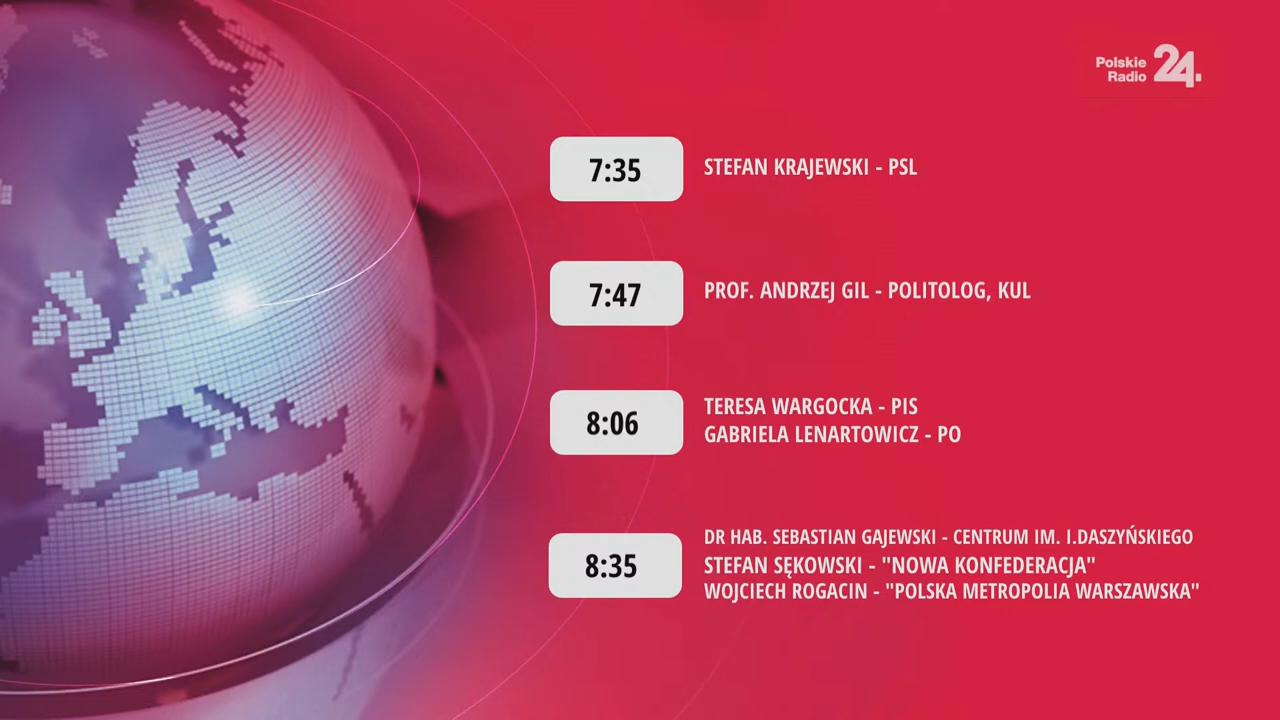 Polskie
Radio 24.
7:35 STEFAN KRAJEWSKI - PSL
7:47 PROF. ANDRZEJ GIL - POLITOLOG, KUL
8:06 TERESA WARGOCKA - PIS
GABRIELA LENARTOWICZ - PO
8:35 DR HAB. SEBASTIAN GAJEWSKI - CENTRUM IM. I.DASZYŃSKIEGO
STEFAN SĘKOWSKI - "NOWA KONFEDERACJA"
WOJCIECH ROGACIN - "POLSKA METROPOLIA WARSZAWSKA"